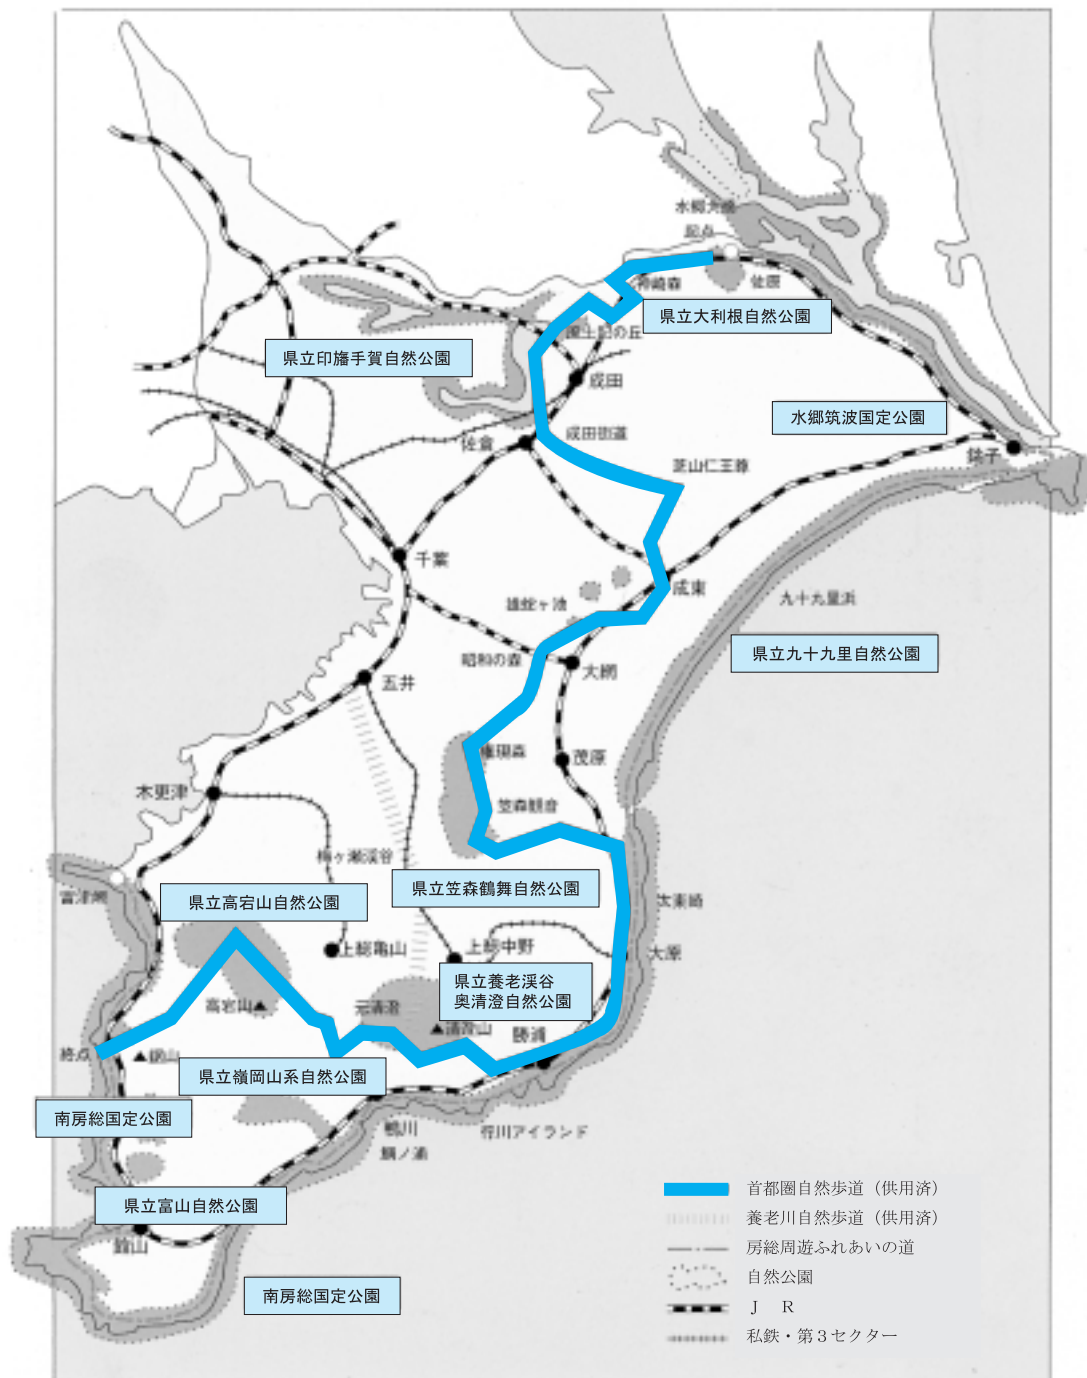 水郷大橋
起点
神崎森
佐原
県立大利根自然公園
風土記の丘
県立印旛手賀自然公園
成田
水郷筑波国定公園
佐倉
成田街道
銚子
芝山仁王尊
千葉
成東
九十九里浜
雄蛇ヶ池
昭和の森
大網
県立九十九里自然公園
五井
権現森
茂原
木更津
笠森観音
梅ヶ瀬渓谷
県立笠森鶴舞自然公園
富津岬
県立高宕山自然公園
太東崎
上総亀山
上総中野
大原
県立養老渓谷
奥清澄自然公園
高宕山
元清澄
清澄山
勝浦
終点
鋸山
県立嶺岡山系自然公園
南房総国定公園
鴨川
行川アイランド
鯛ノ浦
県立富山自然公園
館山
南房総国定公園
首都圏自然歩道（供用済）
養老川自然歩道（供用済）
房総周遊ふれあいの道
自然公園
Ｊ　Ｒ
私鉄・第３セクター